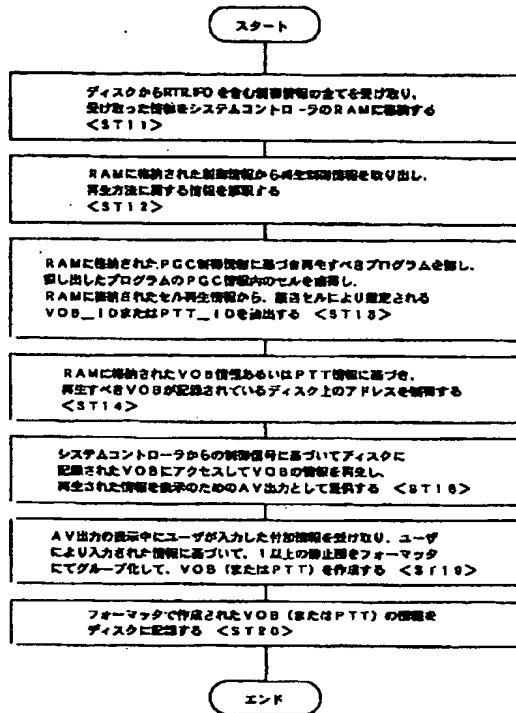 スタート
ディスクからRTR.IFOを含む制御情報の全てを受け取り、
受け取った情報をシステムコントローラのRAMに格納する
<ST11>
RAMに格納された制御情報から再生制御情報を取り出し、
再生方法に関する情報を解釈する
<ST12>
RAMに格納されたPGC制御情報に基づき再生すべきプログラムを探し、
探し出したプログラムのPGC情報内のセルを
RAMに格納されたセル再生情報から、該当セルにより指定される
VOB_IDまたはPTT_IDを抽出する <ST13>
RAMに格納されたVOB情報あるいはPTT情報に基づき、
再生すべきVOBが記録されているディスク上のアドレスを する
<ST14>
システムコントローラからの制御信号に基づいてディスクに
記録されたVOBにアクセスしてVOBの情報を再生し、
再生された情報を表示のためのAV出力として提供する <ST16>
AV出力の表示中にユーザが入力した付加情報を受け取り、ユーザ
により入力された情報に基づいて、1以上の静止画をフォーマッタ
にてグループ化して、VOB(またはPTT)を作成する <ST19>
フォーマッタで作成されたVOB(またはPTT)の情報を
ディスクに記録する <ST20>
エンド